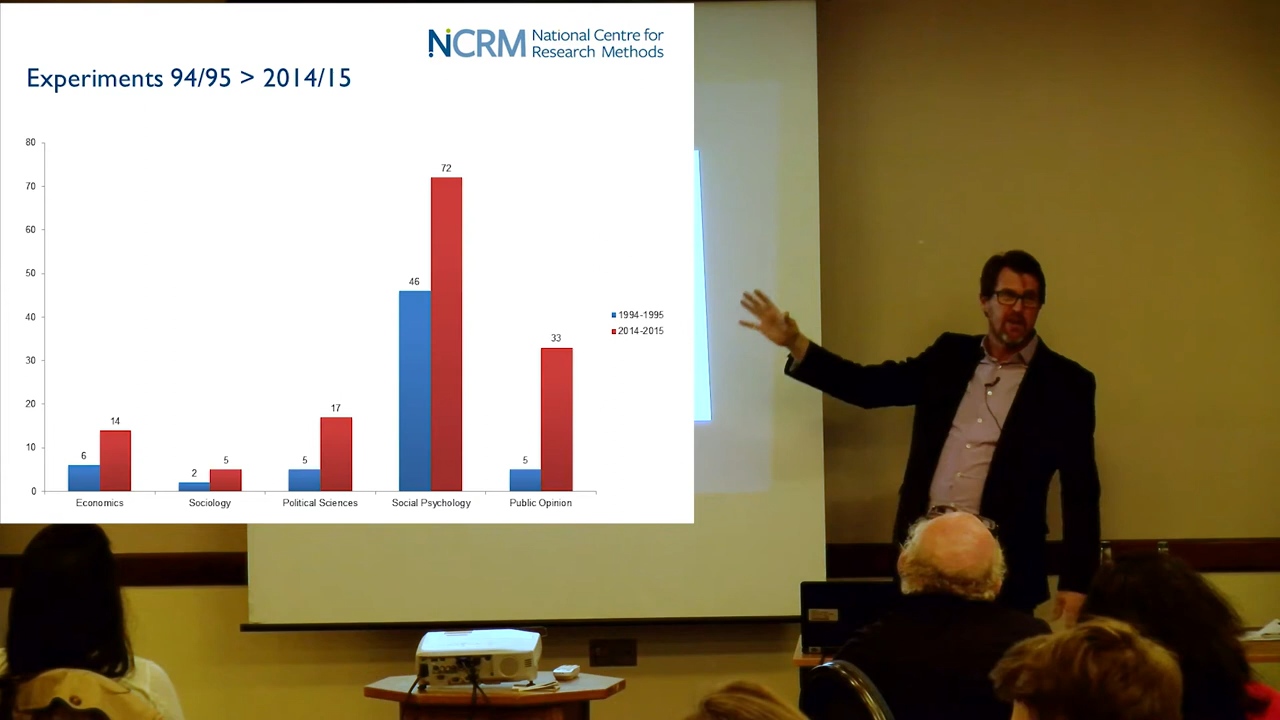 NCRM National Centre for
Research Methods
Experiments 94/95 > 2014/15
80
70
60
50
40
30
20
10
0
6
14
2
5
5
17
46
72
5
33
Economics
Sociology
Political Sciences
Social Psychology
Public Opinion
1994-1995
2014-2015